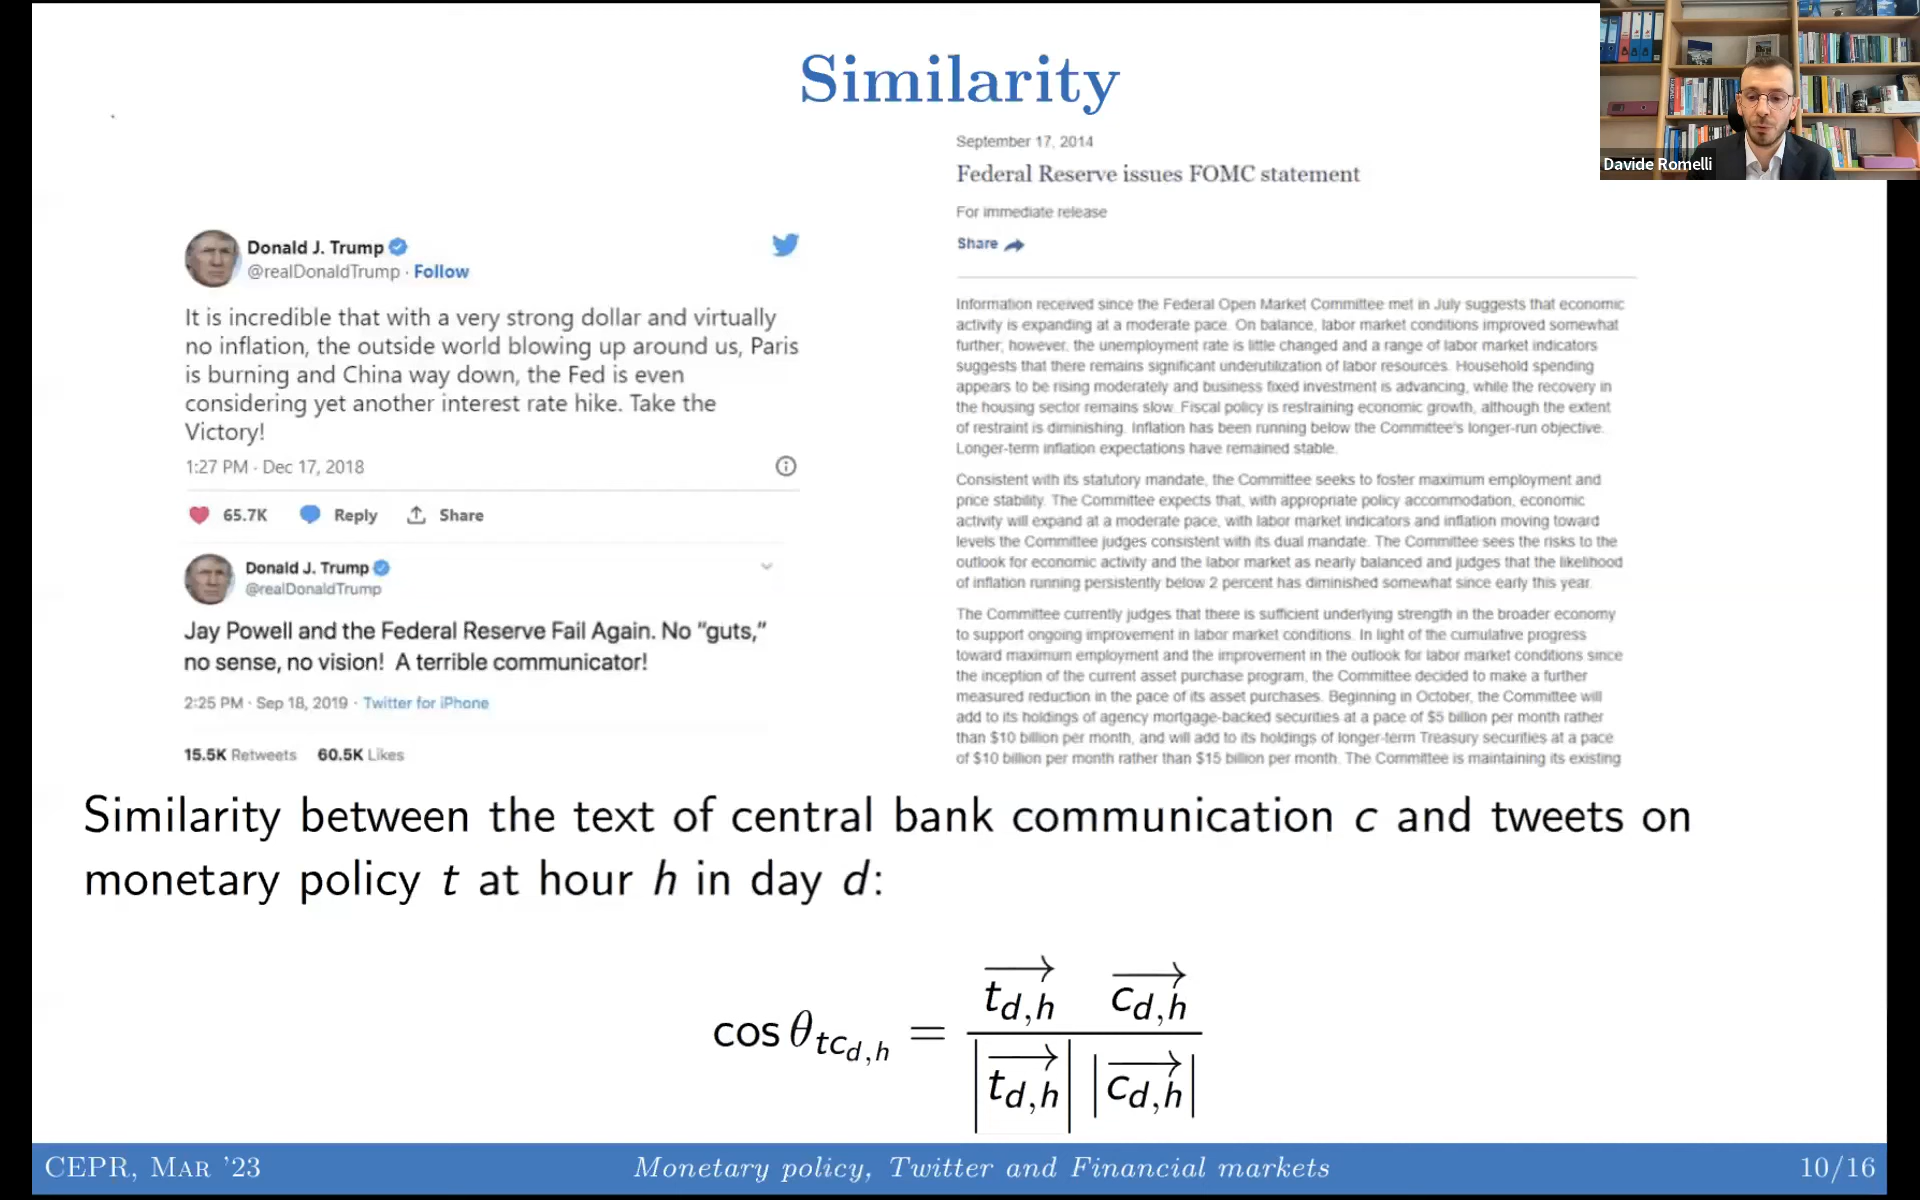 Similarity
Davide Romelli
Donald J. Trump
@realDonaldTrump · Follow
It is incredible that with a very strong dollar and virtually
no inflation, the outside world blowing up around us, Paris
is burning and China way down, the Fed is even
considering yet another interest rate hike. Take the
Victory!
1:27 PM · Dec 17, 2018
65.7K Reply Share
Donald J. Trump
@realDonaldTrump
Jay Powell and the Federal Reserve Fail Again. No “guts,”
no sense, no vision! A terrible communicator!
2:25 PM · Sep 18, 2019 · Twitter for iPhone
15.5K Retweets 60.5K Likes
September 17, 2014
Federal Reserve issues FOMC statement
For immediate release
Share
Information received since the Federal Open Market Committee met in July suggests that economic
activity is expanding at a moderate pace. On balance, labor market conditions improved somewhat
further; however, the unemployment rate is little changed and a range of labor market indicators
suggests that there remains significant underutilization of labor resources. Household spending
appears to be rising moderately and business fixed investment is advancing, while the recovery in
the housing sector remains slow. Fiscal policy is restraining economic growth, although the extent
of restraint is diminishing. Inflation has been running below the Committee's longer-run objective.
Longer-term inflation expectations have remained stable.
Consistent with its statutory mandate, the Committee seeks to foster maximum employment and
price stability. The Committee expects that, with appropriate policy accommodation, economic
activity will expand at a moderate pace, with labor market indicators and inflation moving toward
levels the Committee judges consistent with its dual mandate. The Committee sees the risks to the
outlook for economic activity and the labor market as nearly balanced and judges that the likelihood
of inflation running persistently below 2 percent has diminished somewhat since early this year.
The Committee currently judges that there is sufficient underlying strength in the broader economy
to support ongoing improvement in labor market conditions. In light of the cumulative progress
toward maximum employment and the improvement in the outlook for labor market conditions since
the inception of the current asset purchase program, the Committee decided to make a further
measured reduction in the pace of its asset purchases. Beginning in October, the Committee will
add to its holdings of agency mortgage-backed securities at a pace of $5 billion per month rather
than $10 billion per month, and will add to its holdings of longer-term Treasury securities at a pace
of $10 billion per month rather than $15 billion per month. The Committee is maintaining its existing
Similarity between the text of central bank communication c and tweets on
monetary policy t at hour h in day d:
cos θ_{tc_{d,h}} = \frac{\overrightarrow{t_{d,h}} \overrightarrow{c_{d,h}}}{|\overrightarrow{t_{d,h}}| |\overrightarrow{c_{d,h}}|}
CEPR, Mar ’23 Monetary policy, Twitter and Financial markets 10/16